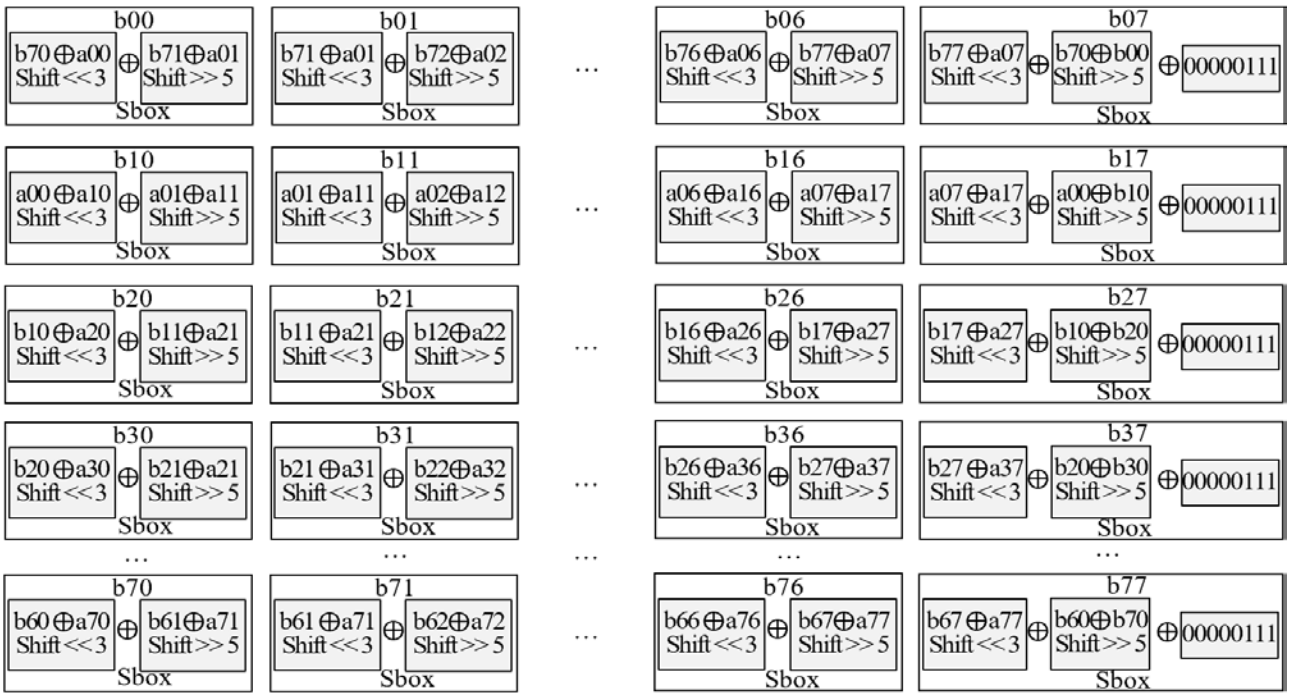 b00 b01 b06 b07
b70⊕a00 ⊕ b71⊕a01 b71⊕a01 ⊕ b72⊕a02 … b76⊕a06 ⊕ b77⊕a07 b77⊕a07 ⊕ b70⊕b00 ⊕ 00000111
Shift<<3 Shift>>5 Shift<<3 Shift>>5 Shift<<3 Shift>>5 Shift<<3 Shift>>5
Sbox Sbox Sbox Sbox
b10 b11 b16 b17
a00⊕a10 ⊕ a01⊕a11 a01⊕a11 ⊕ a02⊕a12 … a06⊕a16 ⊕ a07⊕a17 a07⊕a17 ⊕ a00⊕b10 ⊕ 00000111
Shift<<3 Shift>>5 Shift<<3 Shift>>5 Shift<<3 Shift>>5 Shift<<3 Shift>>5
Sbox Sbox Sbox Sbox
b20 b21 b26 b27
b10⊕a20 ⊕ b11⊕a21 b11⊕a21 ⊕ b12⊕a22 … b16⊕a26 ⊕ b17⊕a27 b17⊕a27 ⊕ b10⊕b20 ⊕ 00000111
Shift<<3 Shift>>5 Shift<<3 Shift>>5 Shift<<3 Shift>>5 Shift<<3 Shift>>5
Sbox Sbox Sbox Sbox
b30 b31 b36 b37
b20⊕a30 ⊕ b21⊕a21 b21⊕a31 ⊕ b22⊕a32 … b26⊕a36 ⊕ b27⊕a37 b27⊕a37 ⊕ b20⊕b30 ⊕ 00000111
Shift<<3 Shift>>5 Shift<<3 Shift>>5 Shift<<3 Shift>>5 Shift<<3 Shift>>5
Sbox Sbox Sbox Sbox
… … … … …
b70 b71 b76 b77
b60⊕a70 ⊕ b61⊕a71 b61⊕a71 ⊕ b62⊕a72 … b66⊕a76 ⊕ b67⊕a77 b67⊕a77 ⊕ b60⊕b70 ⊕ 00000111
Shift<<3 Shift>>5 Shift<<3 Shift>>5 Shift<<3 Shift>>5 Shift<<3 Shift>>5
Sbox Sbox Sbox Sbox